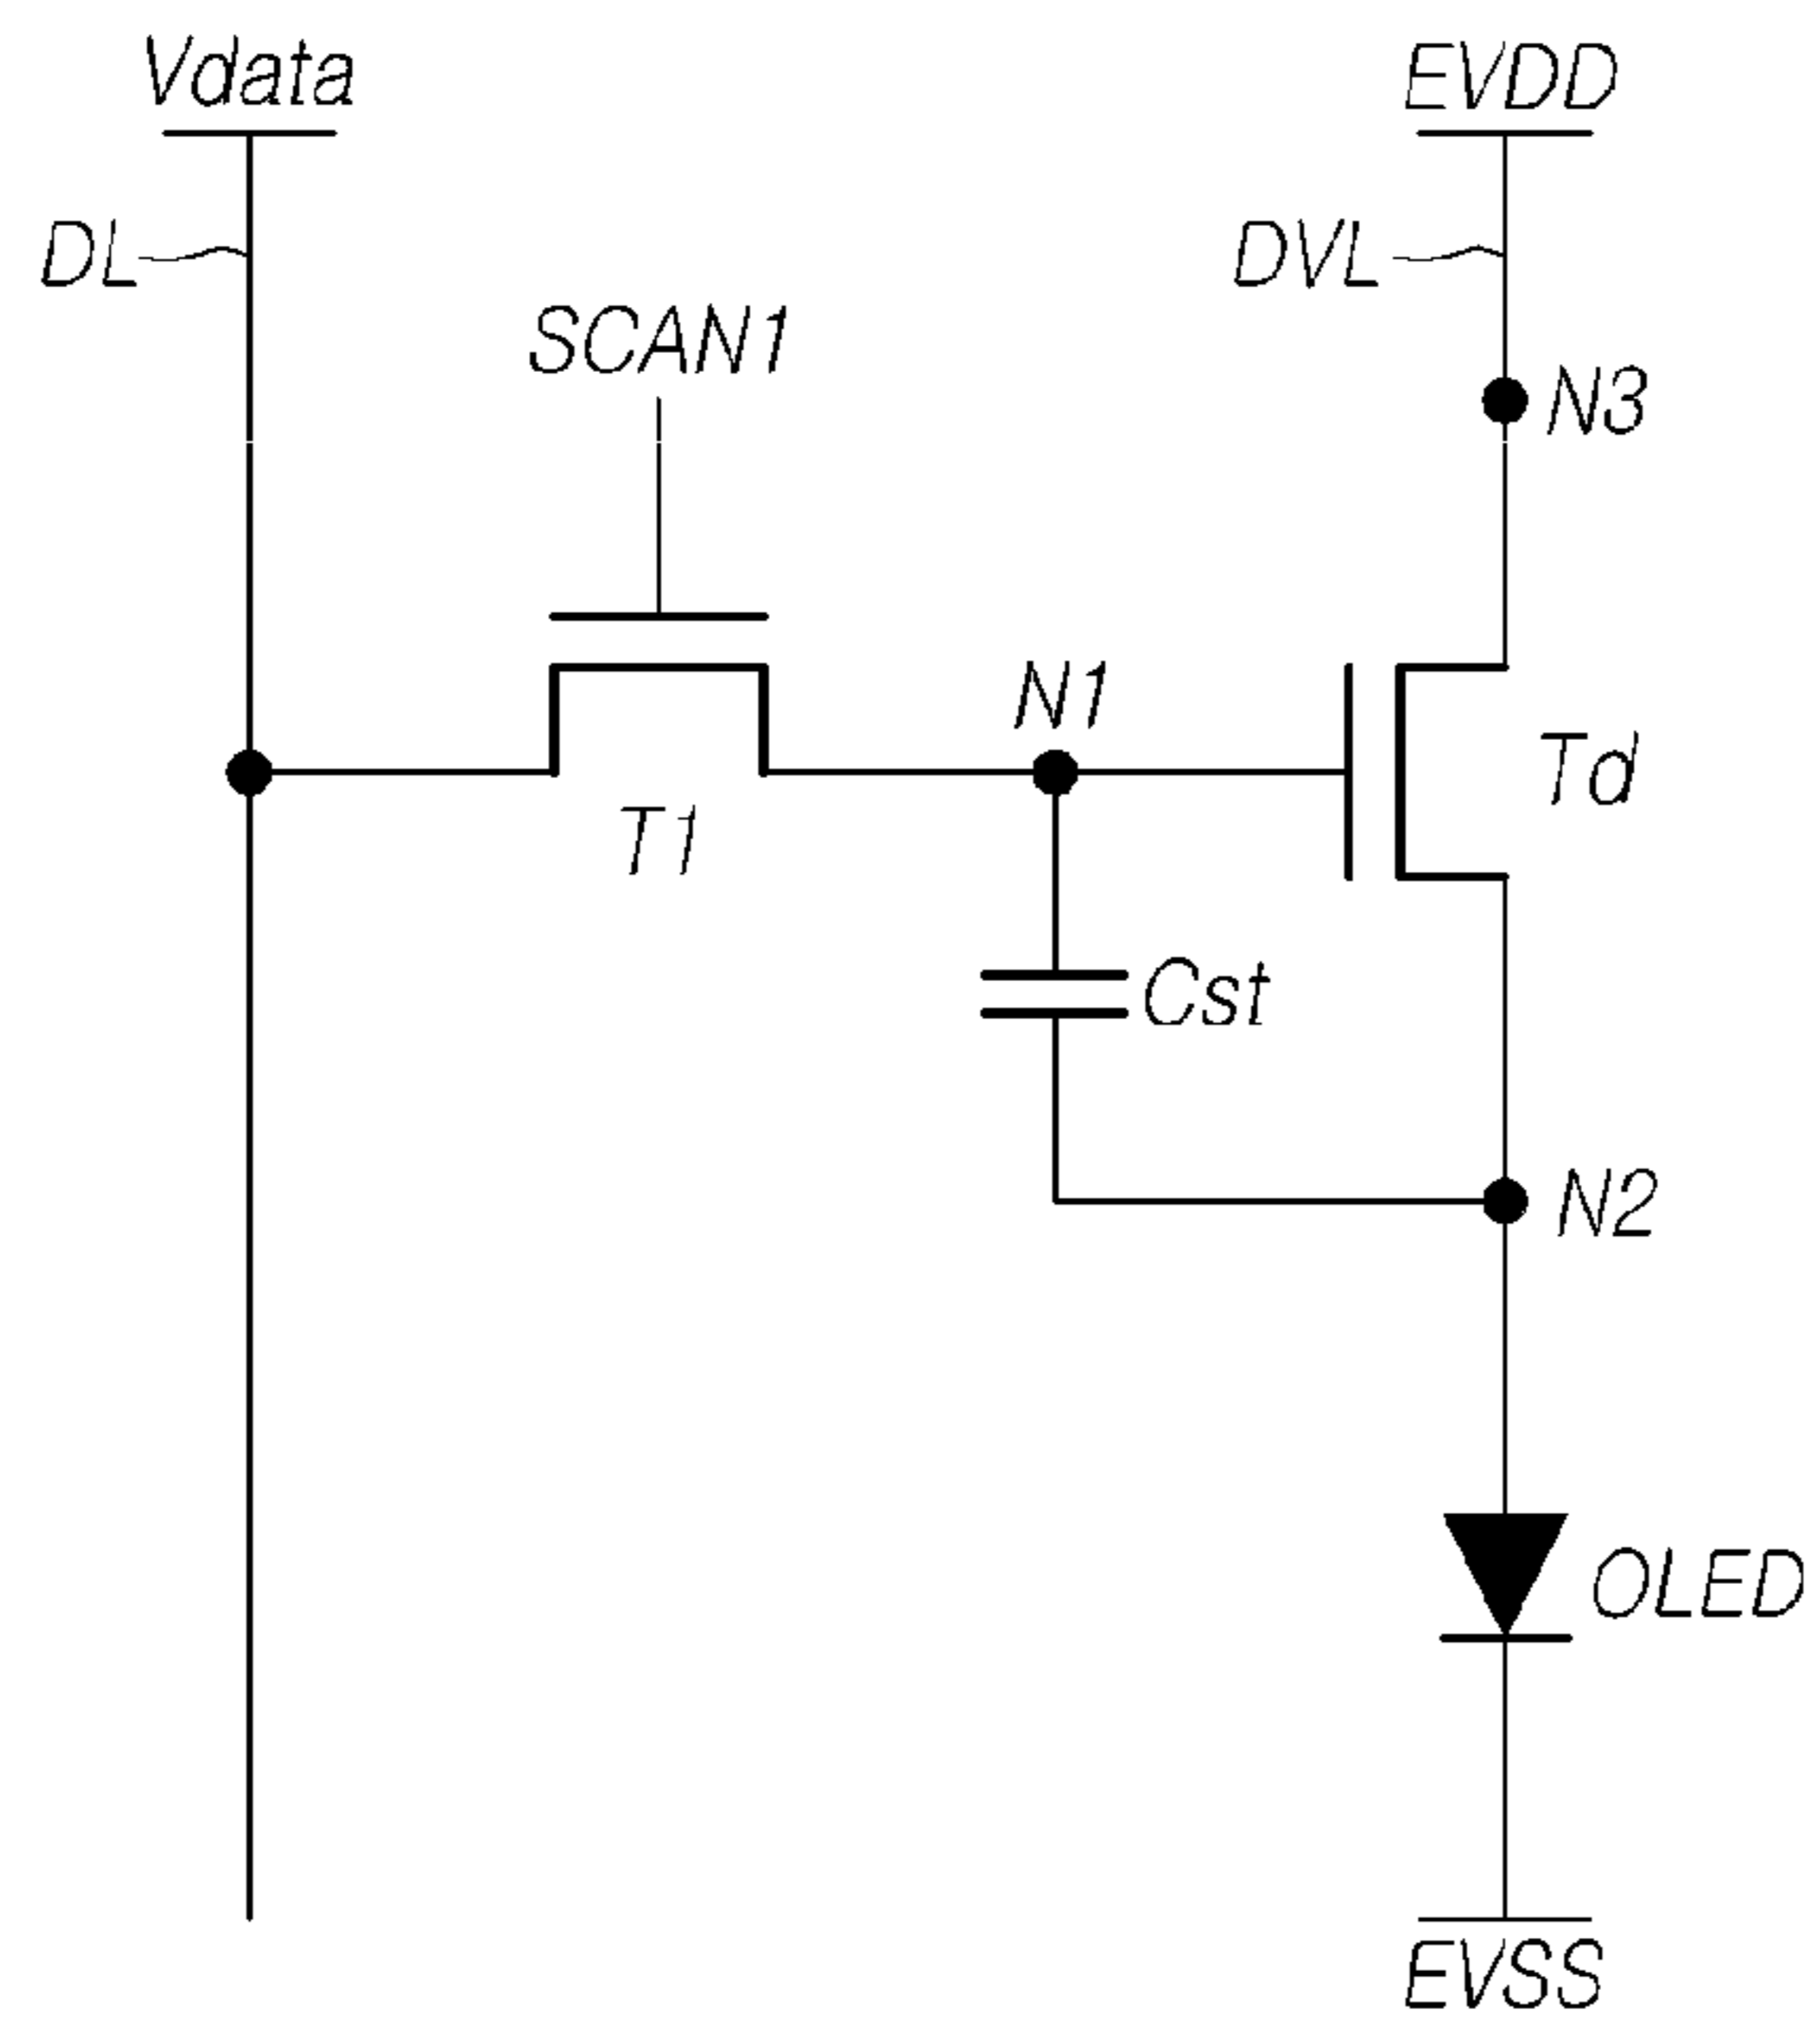 Vdata
EVDD
DL
DVL
SCAN1
N3
N1
Td
T1
Cst
N2
OLED
EVSS